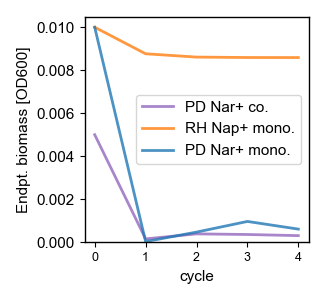 0.010
0.008
0.006
0.004
0.002
0.000
Endpt. biomass [OD600]
PD Nar+ co.
RH Nap+ mono.
PD Nar+ mono.
0 1 2 3 4
cycle